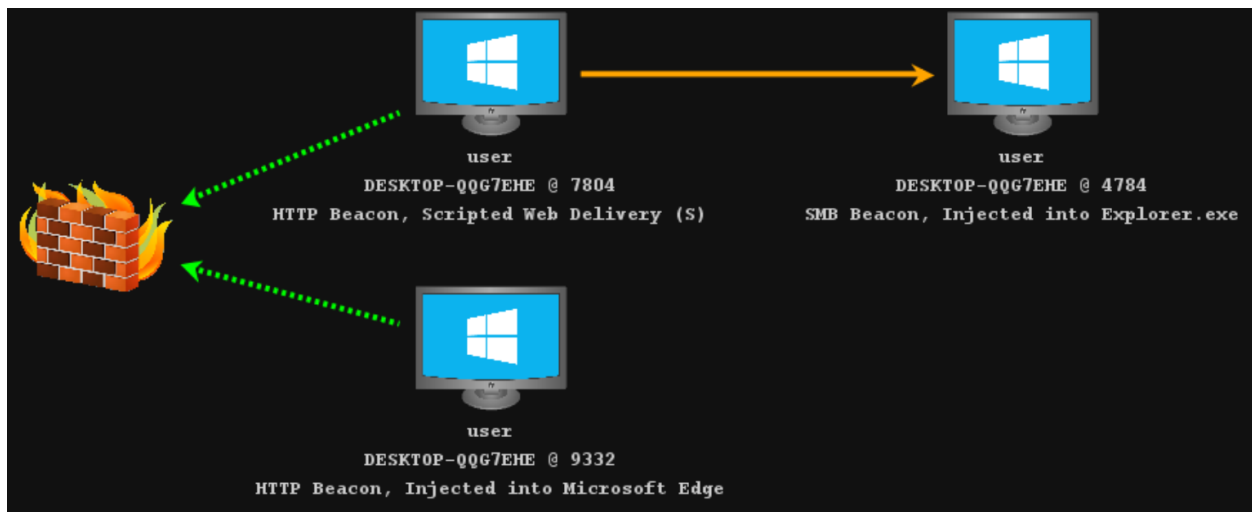 user
DESKTOP-QQG7EHE @ 7804
HTTP Beacon, Scripted Web Delivery (S)
user
DESKTOP-QQG7EHE @ 4784
SMB Beacon, Injected into Explorer.exe
user
DESKTOP-QQG7EHE @ 9332
HTTP Beacon, Injected into Microsoft Edge